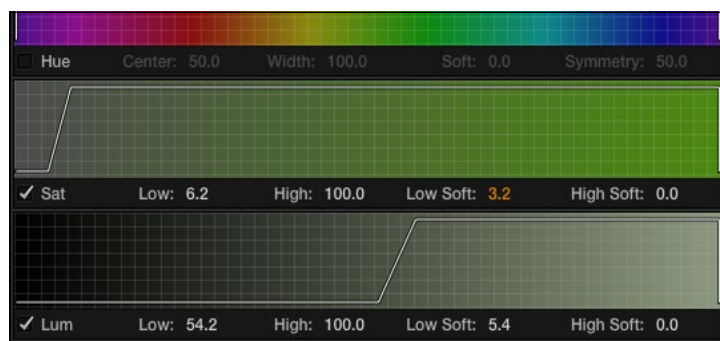 Hue Center: 50.0 Width: 100.0 Soft: 0.0 Symmetry: 50.0
Sat Low: 6.2 High: 100.0 Low Soft: 3.2 High Soft: 0.0
Lum Low: 54.2 High: 100.0 Low Soft: 5.4 High Soft: 0.0